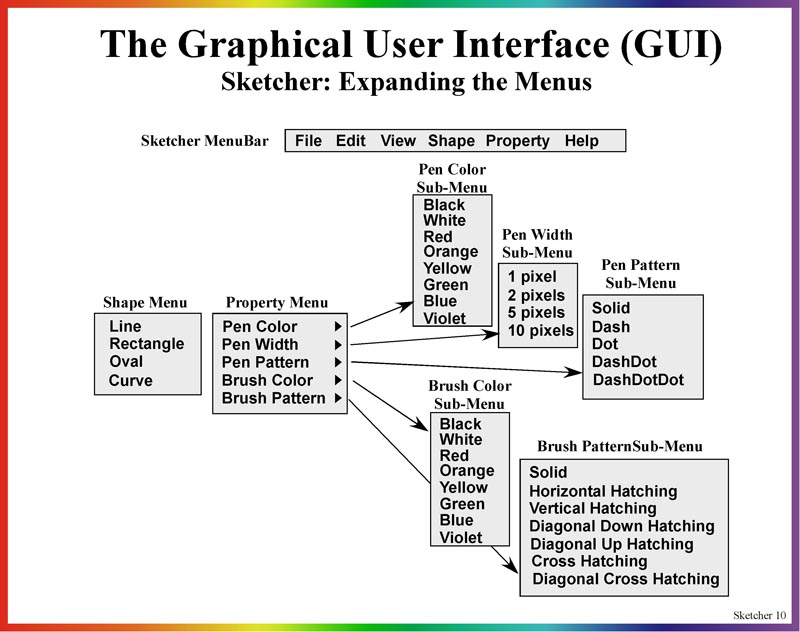 The Graphical User Interface (GUI)
Sketcher: Expanding the Menus
Sketcher MenuBar
File Edit View Shape Property Help
Pen Color
Sub-Menu
Black
White
Red
Orange
Yellow
Green
Blue
Violet
Pen Width
Sub-Menu
1 pixel
2 pixels
5 pixels
10 pixels
Pen Pattern
Sub-Menu
Solid
Dash
Dot
DashDot
DashDotDot
Shape Menu
Line
Rectangle
Oval
Curve
Property Menu
Pen Color
Pen Width
Pen Pattern
Brush Color
Brush Pattern
Brush Color
Sub-Menu
Black
White
Red
Orange
Yellow
Green
Blue
Violet
Brush PatternSub-Menu
Solid
Horizontal Hatching
Vertical Hatching
Diagonal Down Hatching
Diagonal Up Hatching
Cross Hatching
Diagonal Cross Hatching
Sketcher 10